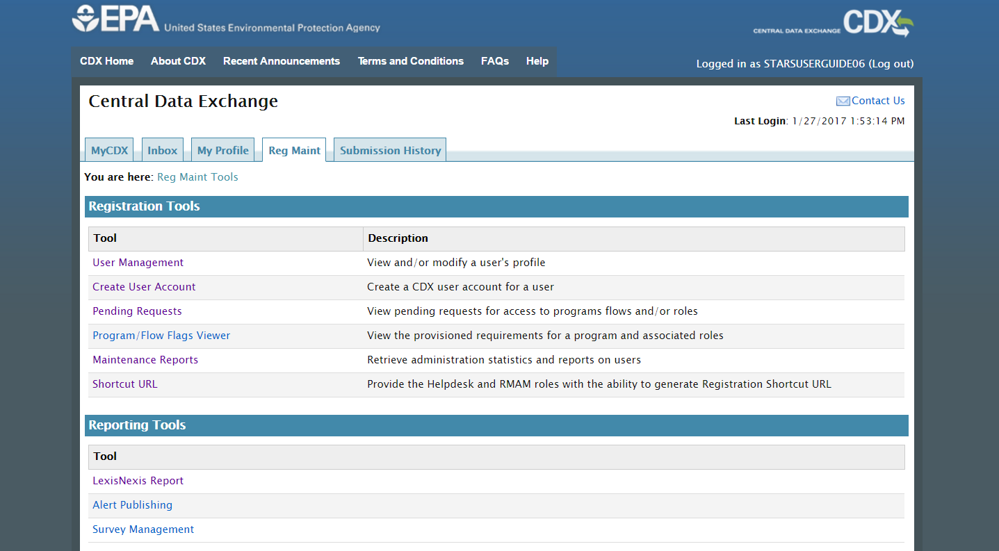 EPA United States Environmental Protection Agency
CENTRAL DATA EXCHANGE CDX
CDX Home About CDX Recent Announcements Terms and Conditions FAQs Help
Logged in as STARSUSERGUIDE06 (Log out)
Central Data Exchange
Contact Us
Last Login: 1/27/2017 1:53:14 PM
MyCDX Inbox My Profile Reg Maint Submission History
You are here: Reg Maint Tools
Registration Tools
Tool Description
User Management View and/or modify a user's profile
Create User Account Create a CDX user account for a user
Pending Requests View pending requests for access to programs flows and/or roles
Program/Flow Flags Viewer View the provisioned requirements for a program and associated roles
Maintenance Reports Retrieve administration statistics and reports on users
Shortcut URL Provide the Helpdesk and RMAM roles with the ability to generate Registration Shortcut URL
Reporting Tools
Tool
LexisNexis Report
Alert Publishing
Survey Management